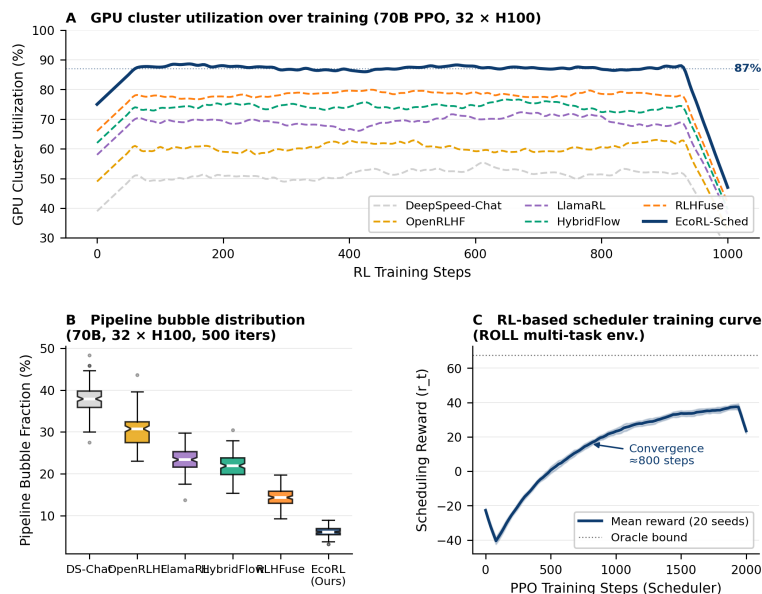 A GPU cluster utilization over training (70B PPO, 32 × H100)
GPU Cluster Utilization (%)
100
90
80
70
60
50
40
30
87%
DeepSpeed-Chat
OpenRLHF
LlamaRL
HybridFlow
RLHFuse
EcoRL-Sched
0 200 400 600 800 1000
RL Training Steps
B Pipeline bubble distribution
(70B, 32 × H100, 500 iters)
Pipeline Bubble Fraction (%)
50
40
30
20
10
DS-Chat OpenRLHF LlamaRL HybridFlow RLHFuse EcoRL
(Ours)
C RL-based scheduler training curve
(ROLL multi-task env.)
Scheduling Reward (r_t)
60
40
20
0
−20
−40
Convergence
≈800 steps
Mean reward (20 seeds)
Oracle bound
0 500 1000 1500 2000
PPO Training Steps (Scheduler)